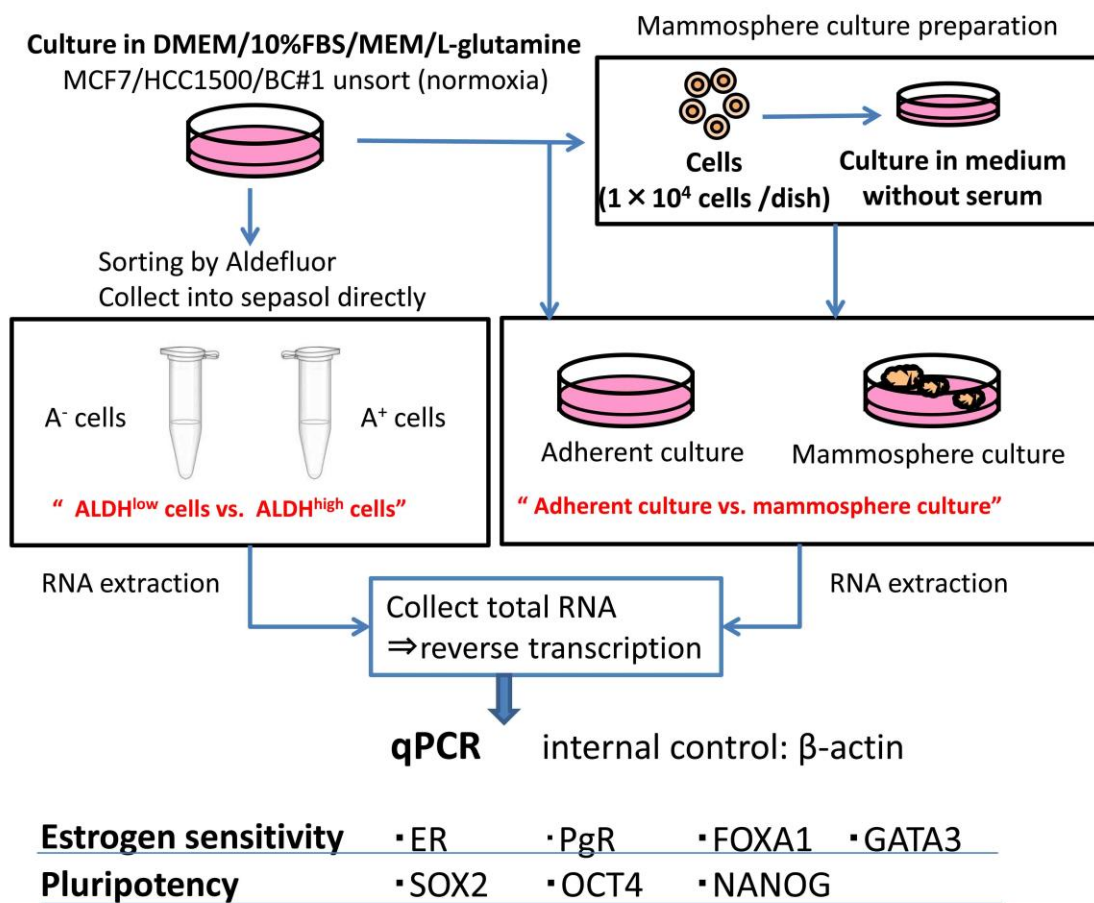 Culture in DMEM/10%FBS/MEM/L-glutamine
MCF7/HCC1500/BC#1 unsort (normoxia)
Mammosphere culture preparation
Cells
(1 × 10⁴ cells /dish)
Culture in medium
without serum
Sorting by Aldefluor
Collect into sepasol directly
A⁻ cells
A⁺ cells
“ ALDHˡᵒʷ cells vs. ALDHʰⁱᵍʰ cells”
Adherent culture
Mammosphere culture
“ Adherent culture vs. mammosphere culture”
RNA extraction
RNA extraction
Collect total RNA
⇒reverse transcription
qPCR internal control: β-actin
Estrogen sensitivity ・ER ・PgR ・FOXA1 ・GATA3
Pluripotency ・SOX2 ・OCT4 ・NANOG